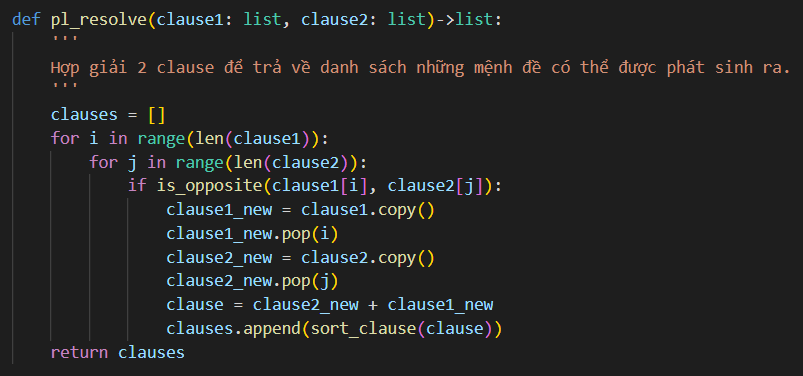 def pl_resolve(clause1: list, clause2: list)->list:
    '''
    Hợp giải 2 clause để trả về danh sách những mệnh đề có thể được phát sinh ra.
    '''
    clauses = []
    for i in range(len(clause1)):
        for j in range(len(clause2)):
            if is_opposite(clause1[i], clause2[j]):
                clause1_new = clause1.copy()
                clause1_new.pop(i)
                clause2_new = clause2.copy()
                clause2_new.pop(j)
                clause = clause2_new + clause1_new
                clauses.append(sort_clause(clause))
    return clauses